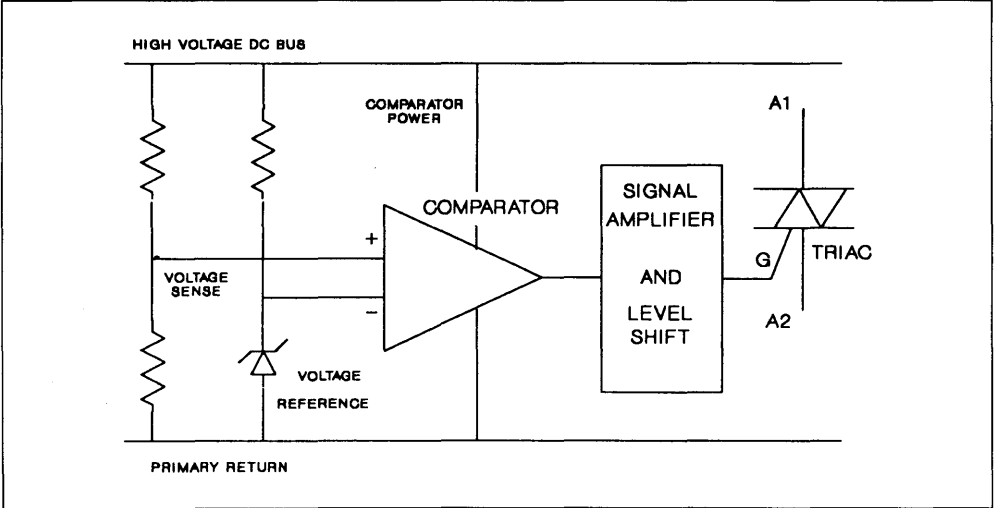 HIGH VOLTAGE DC BUS
COMPARATOR
POWER
A1
SIGNAL
AMPLIFIER
AND
LEVEL
SHIFT
COMPARATOR
+
−
VOLTAGE
SENSE
G
TRIAC
A2
VOLTAGE
REFERENCE
PRIMARY RETURN